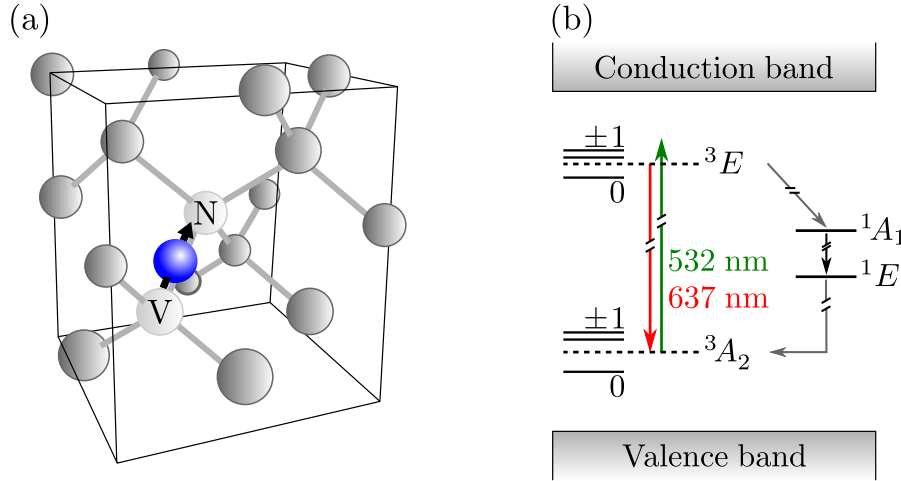 (a)
N
V
(b)
Conduction band
±1
0
³E
¹A₁
¹E
532 nm
637 nm
±1
0
³A₂
Valence band